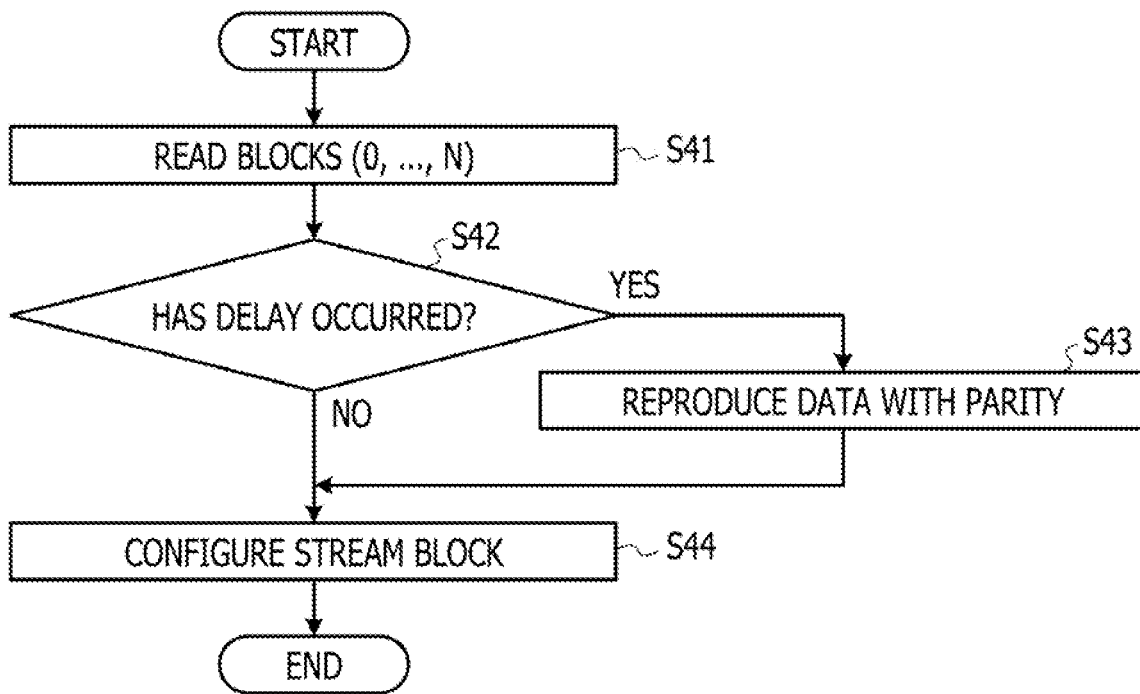 START
READ BLOCKS (0, ..., N)
S41
S42
HAS DELAY OCCURRED?
YES
S43
REPRODUCE DATA WITH PARITY
NO
CONFIGURE STREAM BLOCK
S44
END